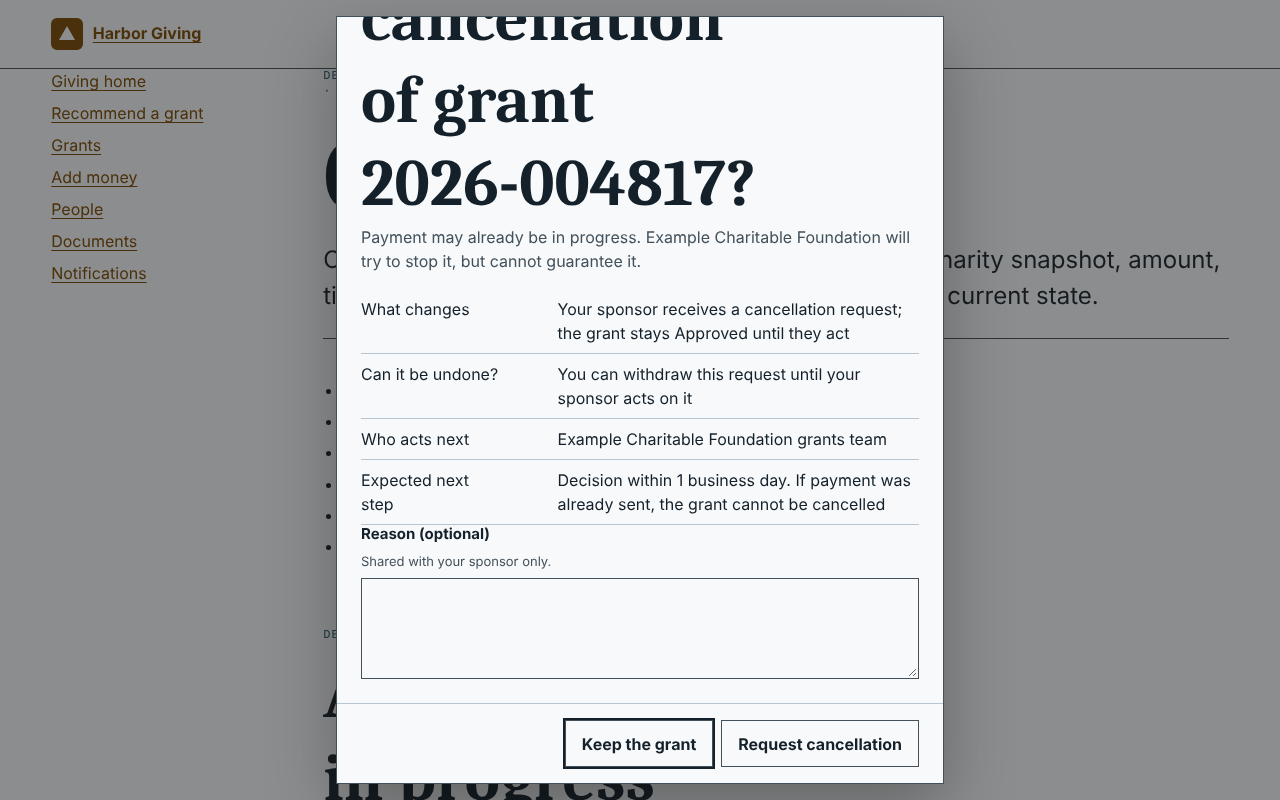 Harbor Giving
Giving home
Recommend a grant
Grants
Add money
People
Documents
Notifications
cancellation
of grant
2026-004817?
Payment may already be in progress. Example Charitable Foundation will
try to stop it, but cannot guarantee it.
What changes
Your sponsor receives a cancellation request;
the grant stays Approved until they act
Can it be undone?
You can withdraw this request until your
sponsor acts on it
Who acts next
Example Charitable Foundation grants team
Expected next
step
Decision within 1 business day. If payment was
already sent, the grant cannot be cancelled
Reason (optional)
Shared with your sponsor only.
Keep the grant
Request cancellation
snapshot, amount,
current state.
in progress